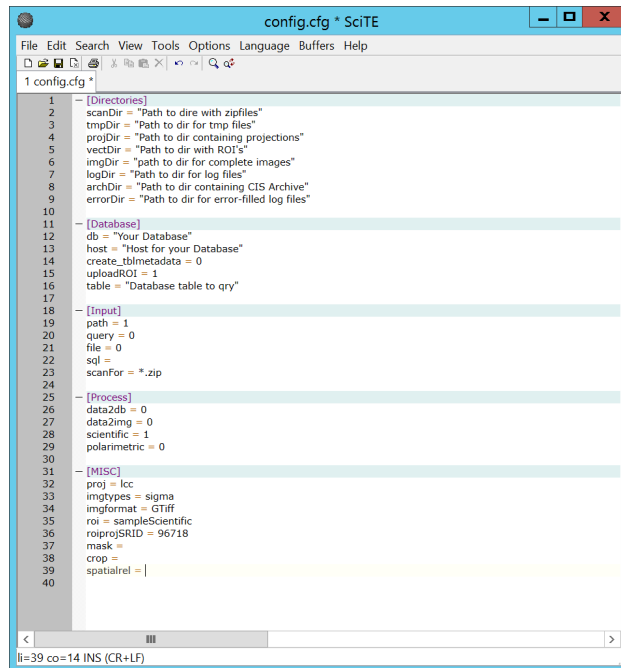 config.cfg * SciTE
File Edit Search View Tools Options Language Buffers Help
1 config.cfg *
1 [Directories]
2 scanDir = "Path to dire with zipfiles"
3 tmpDir = "Path to dir for tmp files"
4 projDir = "Path to dir containing projections"
5 vectDir = "Path to dir with ROI's"
6 imgDir = "path to dir for complete images"
7 logDir = "Path to dir for log files"
8 archDir = "Path to dir containing CIS Archive"
9 errorDir = "Path to dir for error-filled log files"
10
11 [Database]
12 db = "Your Database"
13 host = "Host for your Database"
14 create_tblmetadata = 0
15 uploadROI = 1
16 table = "Database table to qry"
17
18 [Input]
19 path = 1
20 query = 0
21 file = 0
22 sql =
23 scanFor = *.zip
24
25 [Process]
26 data2db = 0
27 data2img = 0
28 scientific = 1
29 polarimetric = 0
30
31 [MISC]
32 proj = lcc
33 imgtypes = sigma
34 imgformat = GTiff
35 roi = sampleScientific
36 roiprojSRID = 96718
37 mask =
38 crop =
39 spatialrel =
40
li=39 co=14 INS (CR+LF)